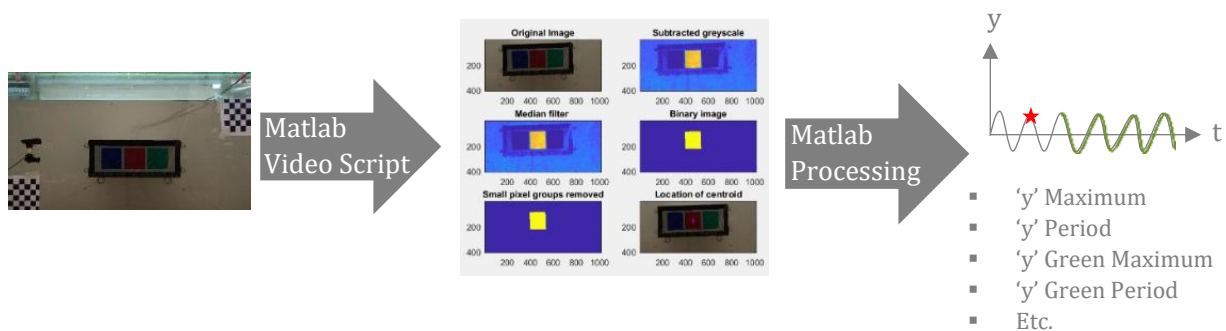 Matlab
Video Script
Original Image
200
400
200 400 600 800 1000
Subtracted greyscale
200
400
200 400 600 800 1000
Median filter
200
400
200 400 600 800 1000
Binary image
200
400
200 400 600 800 1000
Small pixel groups removed
200
400
200 400 600 800 1000
Location of centroid
200
400
200 400 600 800 1000
Matlab
Processing
y
t
▪ ‘y’ Maximum
▪ ‘y’ Period
▪ ‘y’ Green Maximum
▪ ‘y’ Green Period
▪ Etc.